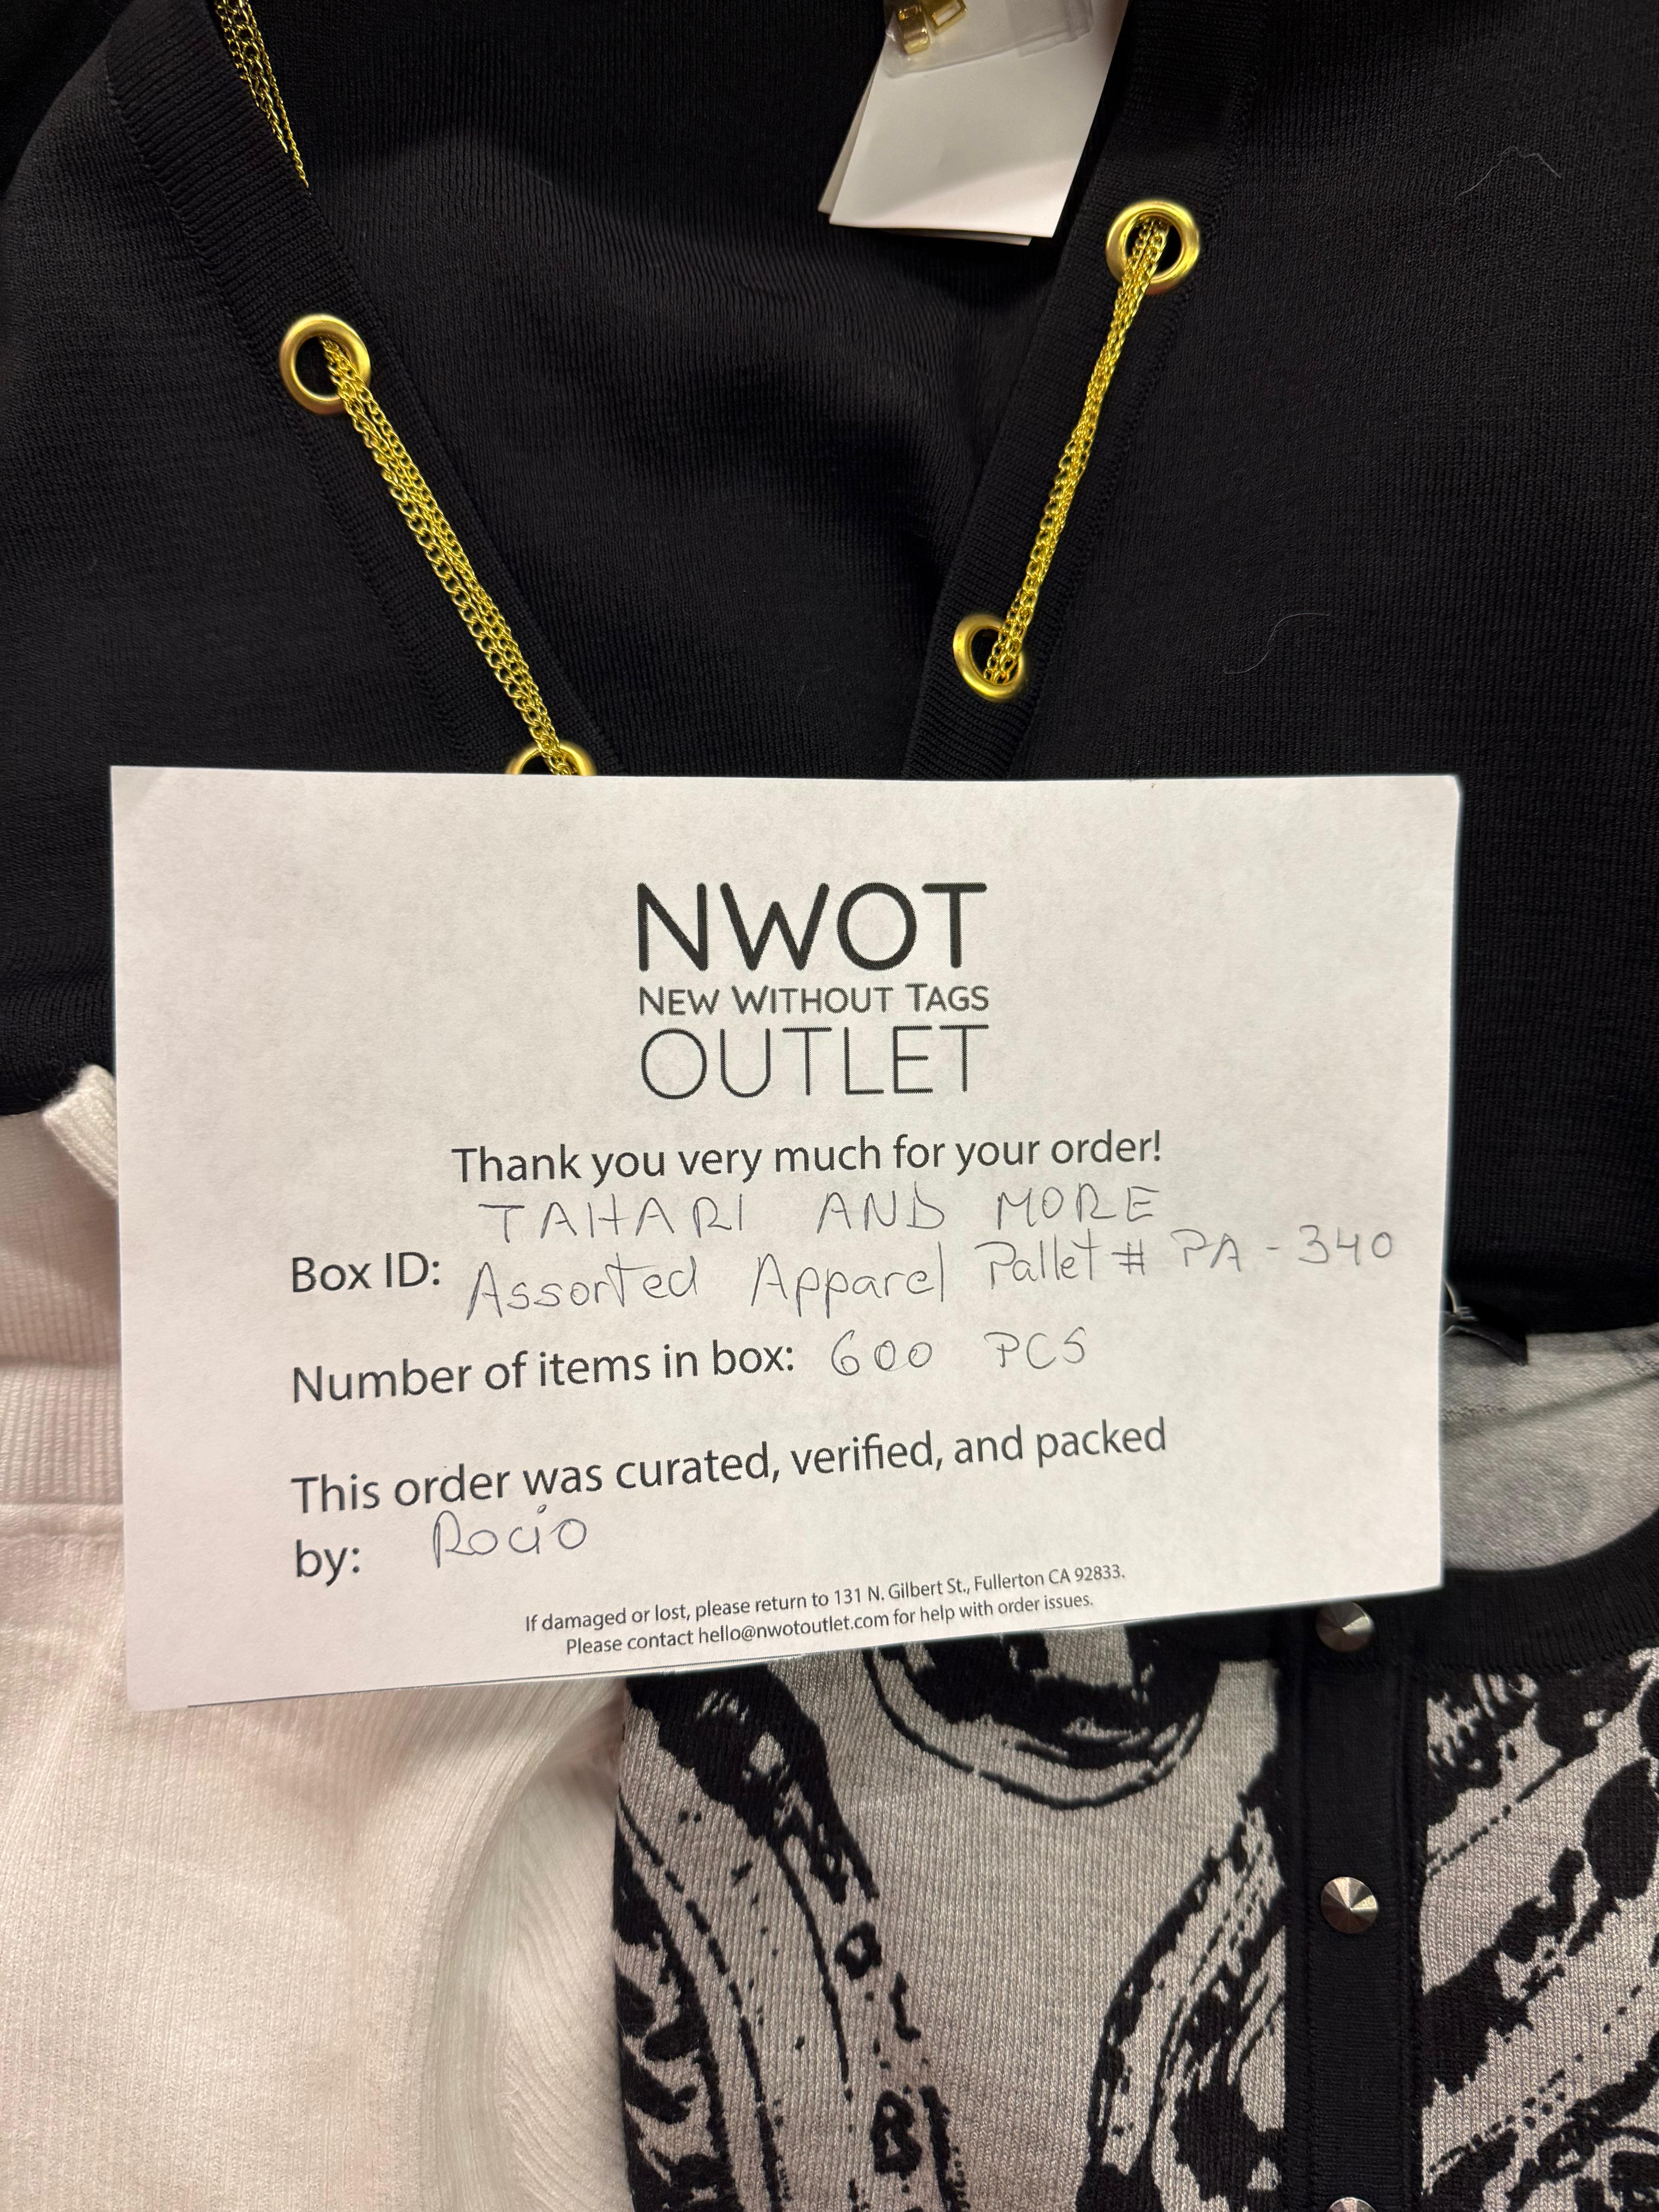 NWOT
NEW WITHOUT TAGS
OUTLET
Thank you very much for your order!
TAHARI AND MORE
Box ID: Assorted Apparel Pallet # PA-340
Number of items in box: 600 PCS
This order was curated, verified, and packed
by: Rocio
If damaged or lost, please return to 131 N. Gilbert St., Fullerton CA 92833.
Please contact hello@nwotoutlet.com for help with order issues.